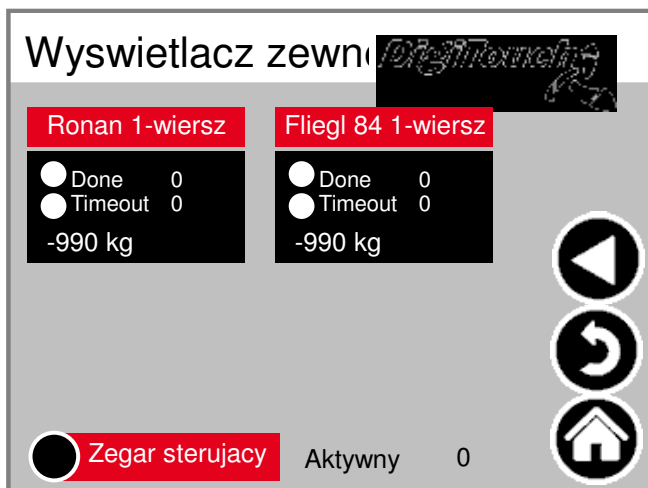 Wyswietlacz zewn
DigiTouch
Ronan 1-wiersz
Done 0
Timeout 0
-990 kg
Fliegl 84 1-wiersz
Done 0
Timeout 0
-990 kg
Zegar sterujacy
Aktywny 0